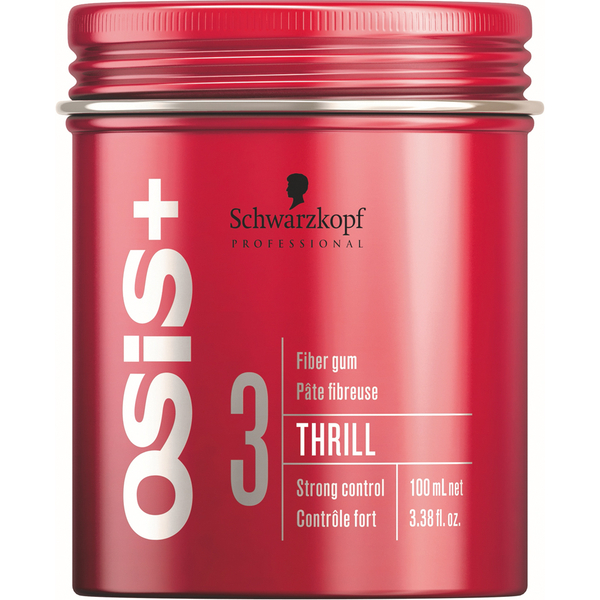 Schwarzkopf
PROFESSIONAL
osis+
3
Fiber gum
Pâte fibreuse
THRILL
Strong control
Contrôle fort
100 mL net
3.38 fl. oz.